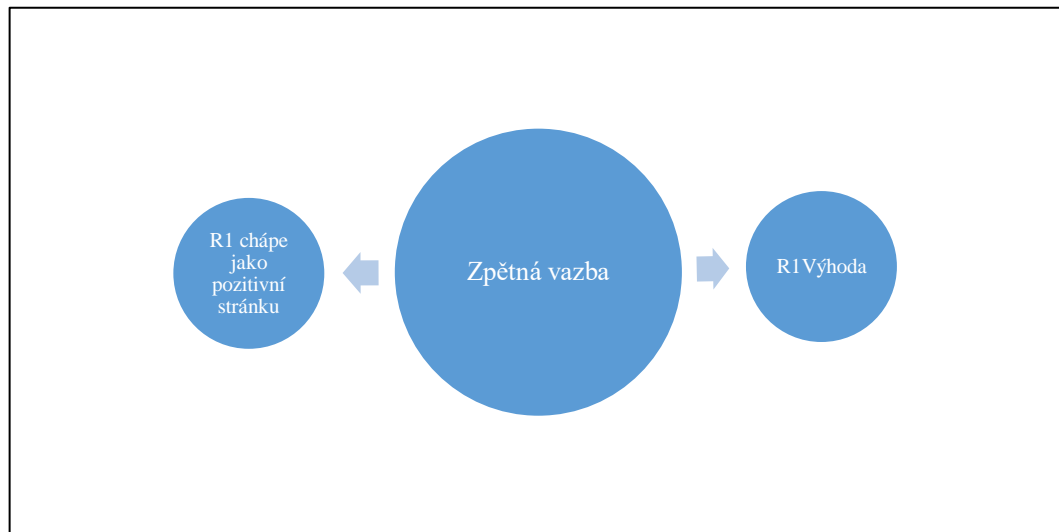 R1 chápe
jako
pozitivní
stránku
Zpětná vazba
R1Výhoda